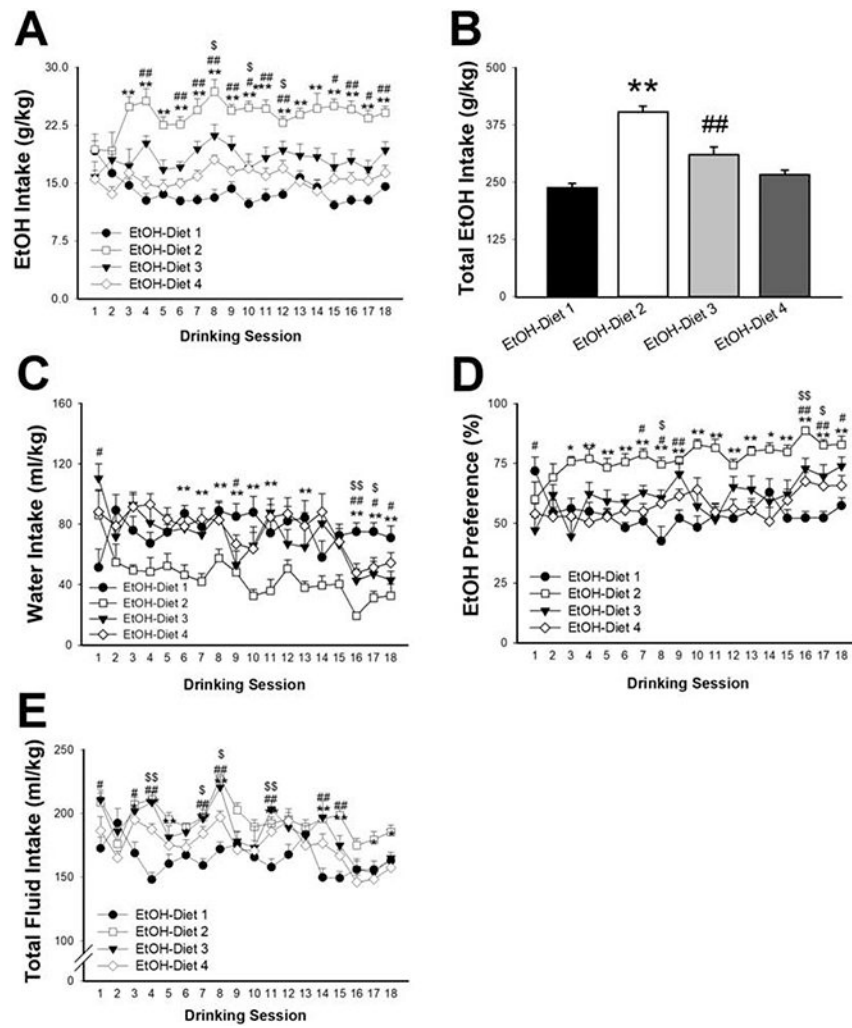 A
EtOH Intake (g/kg)
30.0
22.5
15.0
7.5
0.0
** ## ** ** ## ** ## ** $ ## ** ## ** $ # ** ## ** $ ## ** ** ** # ** ## ** # ** ## **
EtOH-Diet 1
EtOH-Diet 2
EtOH-Diet 3
EtOH-Diet 4
1 2 3 4 5 6 7 8 9 10 11 12 13 14 15 16 17 18
Drinking Session
B
Total EtOH Intake (g/kg)
500
375
250
125
0
**
##
EtOH-Diet 1
EtOH-Diet 2
EtOH-Diet 3
EtOH-Diet 4
C
Water Intake (ml/kg)
160
120
80
40
0
# ** ** ** # ** ** ** ** $$ ## ** $ # ** # **
EtOH-Diet 1
EtOH-Diet 2
EtOH-Diet 3
EtOH-Diet 4
1 2 3 4 5 6 7 8 9 10 11 12 13 14 15 16 17 18
Drinking Session
D
EtOH Preference (%)
100
75
50
25
0
# * ** ** ** # ** $ # ** ## ** ** ** ** ** * ** $$ ## ** $ ## ** # **
EtOH-Diet 1
EtOH-Diet 2
EtOH-Diet 3
EtOH-Diet 4
1 2 3 4 5 6 7 8 9 10 11 12 13 14 15 16 17 18
Drinking Session
E
Total Fluid Intake (ml/kg)
250
200
150
100
0
# # * $$ ## ** ** $ ## ** $ ## ** $$ ## ## ** ## ** * *
EtOH-Diet 1
EtOH-Diet 2
EtOH-Diet 3
EtOH-Diet 4
1 2 3 4 5 6 7 8 9 10 11 12 13 14 15 16 17 18
Drinking Session